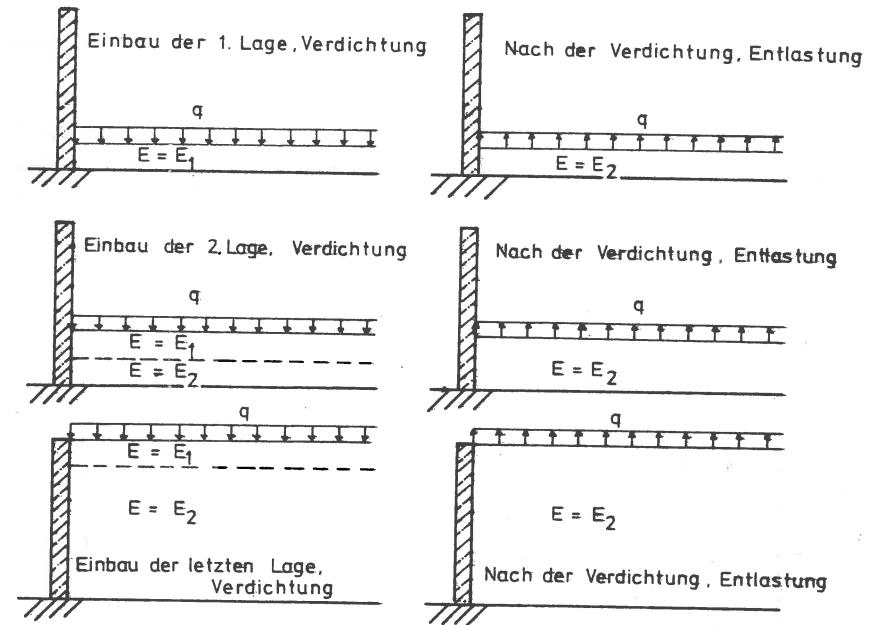 Einbau der 1. Lage, Verdichtung
q
E = E1
Nach der Verdichtung, Entlastung
q
E = E2
Einbau der 2. Lage, Verdichtung
q
E = E1
E = E2
Nach der Verdichtung, Entlastung
q
E = E2
q
E = E1
E = E2
Einbau der letzten Lage,
Verdichtung
q
E = E2
Nach der Verdichtung, Entlastung